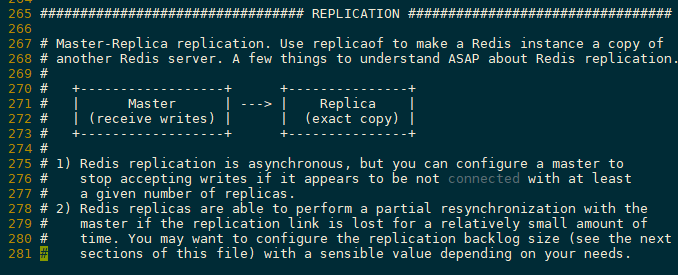 265 ################################# REPLICATION #################################
266
267 # Master-Replica replication. Use replicaof to make a Redis instance a copy of
268 # another Redis server. A few things to understand ASAP about Redis replication.
269 #
270 #   +------------------+      +---------------+
271 #   |      Master      | ---> |    Replica    |
272 #   | (receive writes) |      |  (exact copy) |
273 #   +------------------+      +---------------+
274 #
275 # 1) Redis replication is asynchronous, but you can configure a master to
276 #    stop accepting writes if it appears to be not connected with at least
277 #    a given number of replicas.
278 # 2) Redis replicas are able to perform a partial resynchronization with the
279 #    master if the replication link is lost for a relatively small amount of
280 #    time. You may want to configure the replication backlog size (see the next
281 #    sections of this file) with a sensible value depending on your needs.